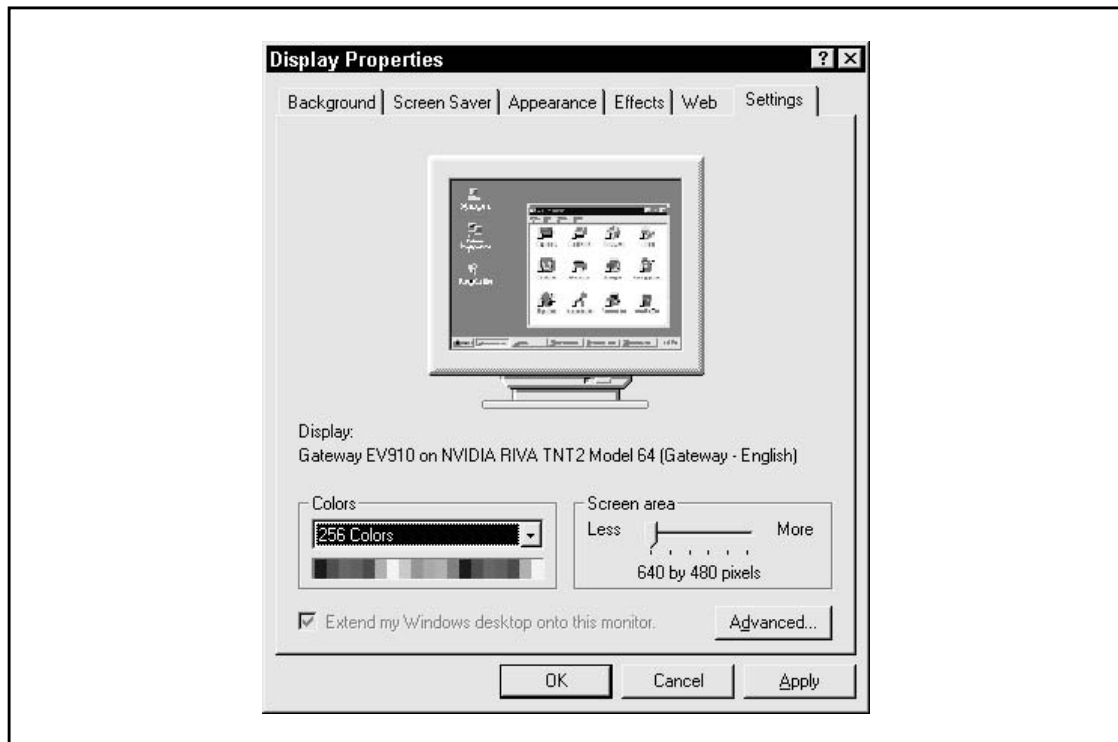 Display Properties
Background Screen Saver Appearance Effects Web Settings
Display:
Gateway EV910 on NVIDIA RIVA TNT2 Model 64 (Gateway - English)
Colors
256 Colors
Screen area
Less More
640 by 480 pixels
Extend my Windows desktop onto this monitor.
Advanced...
OK Cancel Apply